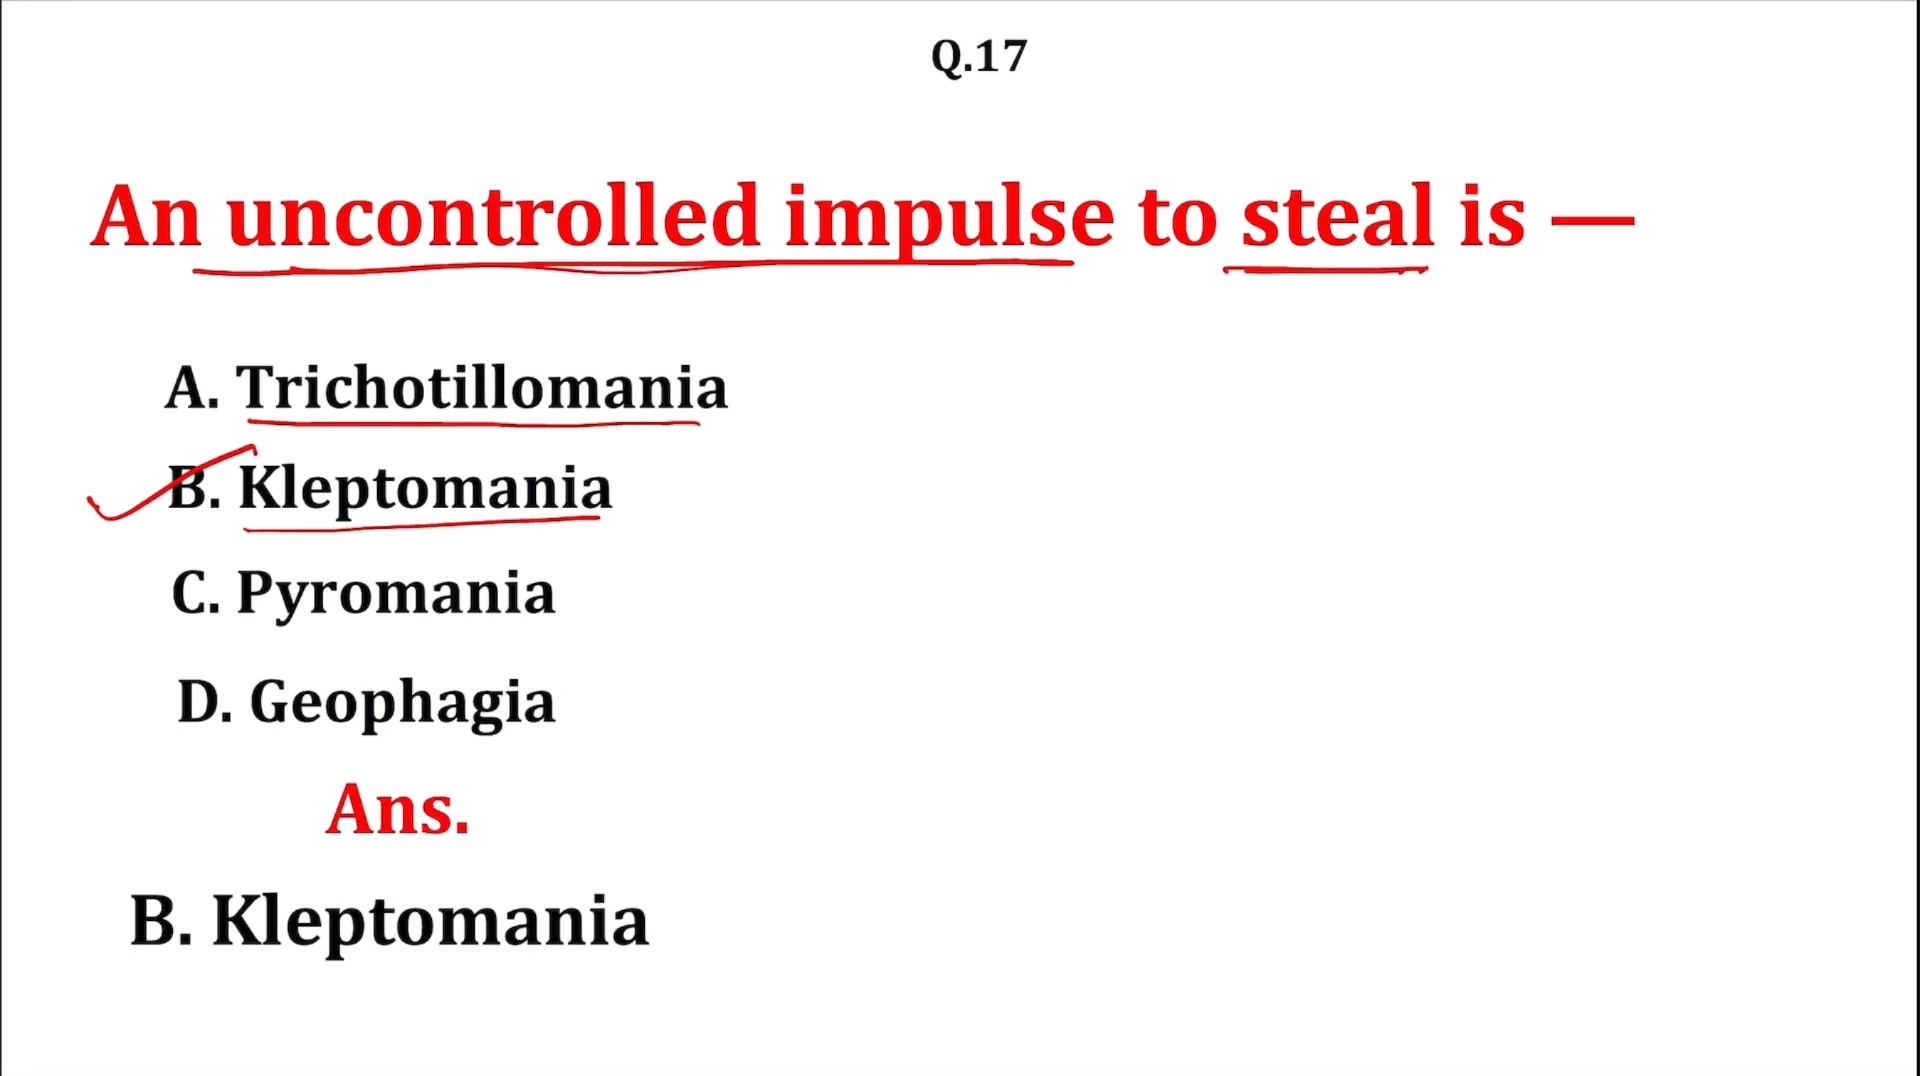 Q.17
An uncontrolled impulse to steal is —
A. Trichotillomania
B. Kleptomania
C. Pyromania
D. Geophagia
Ans.
B. Kleptomania